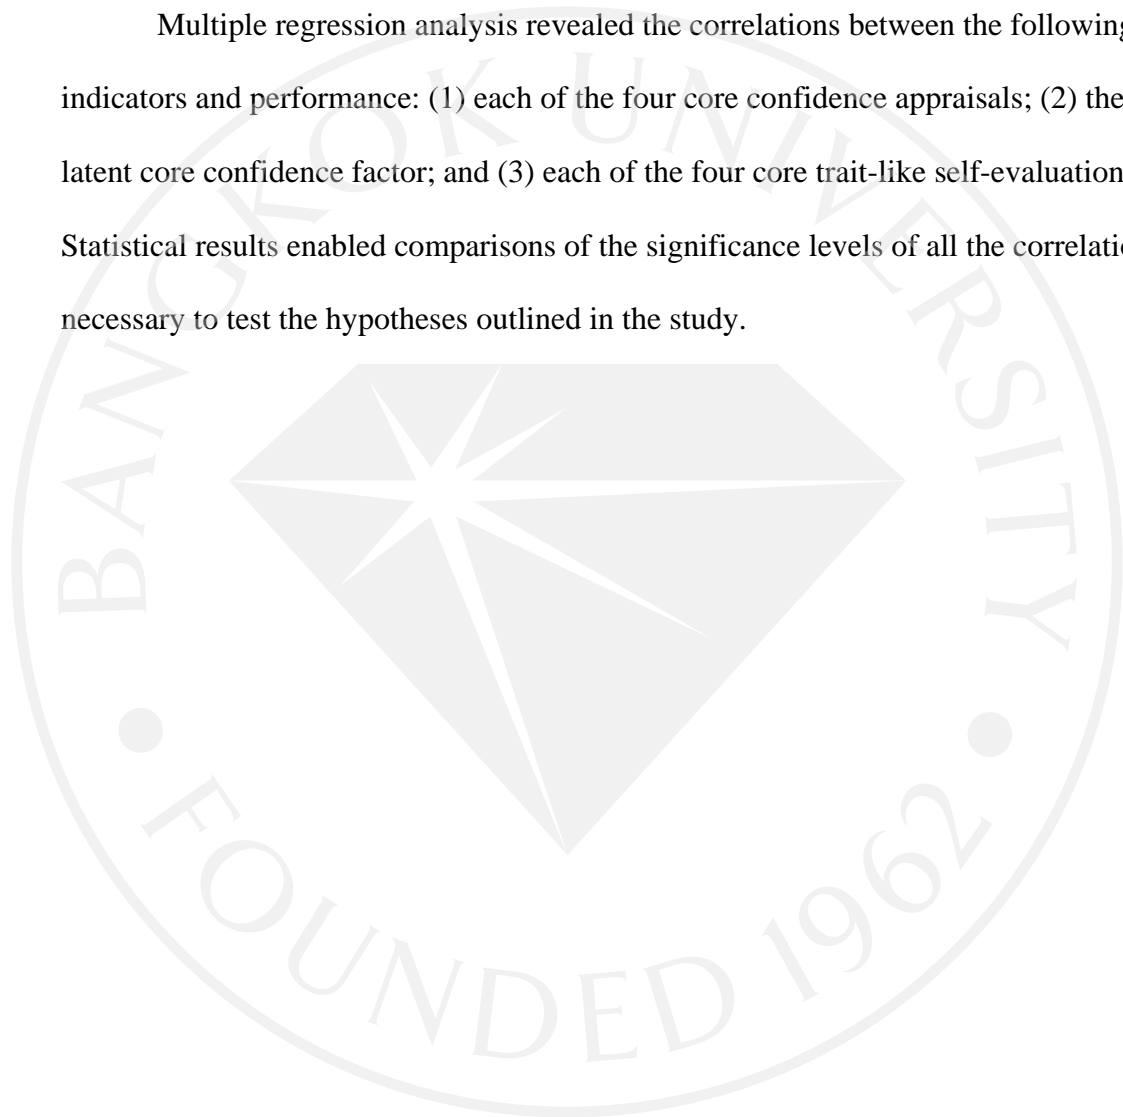 Multiple regression analysis revealed the correlations between the following
indicators and performance: (1) each of the four core confidence appraisals; (2) the
latent core confidence factor; and (3) each of the four core trait-like self-evaluation
Statistical results enabled comparisons of the significance levels of all the
necessary to test the hypotheses outlined in the study.
BANGKOK UNIVERSITY
FOUNDED 1962